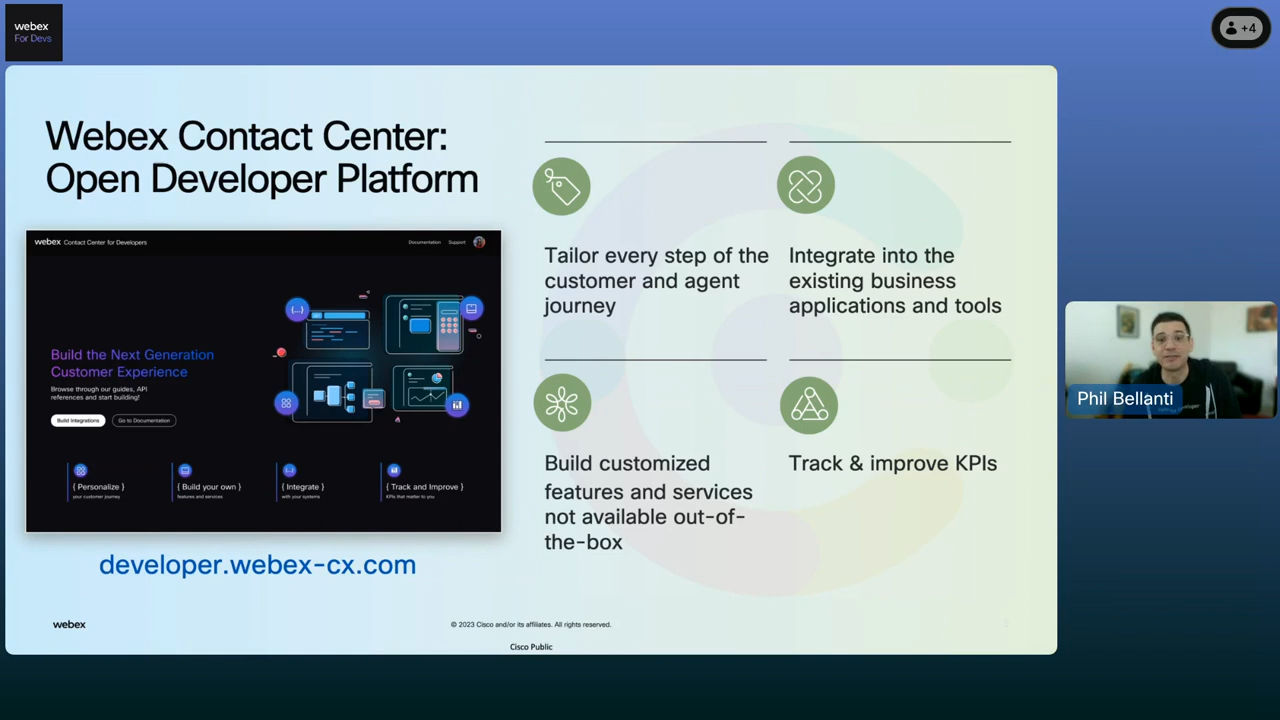 webex
For Devs
+4
Webex Contact Center:
Open Developer Platform
webex Contact Center for Developers
Documentation
Support
Build the Next Generation
Customer Experience
Browse through our guides, API
references and start building!
Build Integrations
Go to Documentation
{ Personalize }
your customer journey
{ Build your own }
features and services
{ Integrate }
with your systems
{ Track and Improve }
KPIs that matter to you
developer.webex-cx.com
Tailor every step of the
customer and agent
journey
Integrate into the
existing business
applications and tools
Build customized
features and services
not available out-of-
the-box
Track & improve KPIs
webex
© 2023 Cisco and/or its affiliates. All rights reserved.
Cisco Public
Phil Bellanti